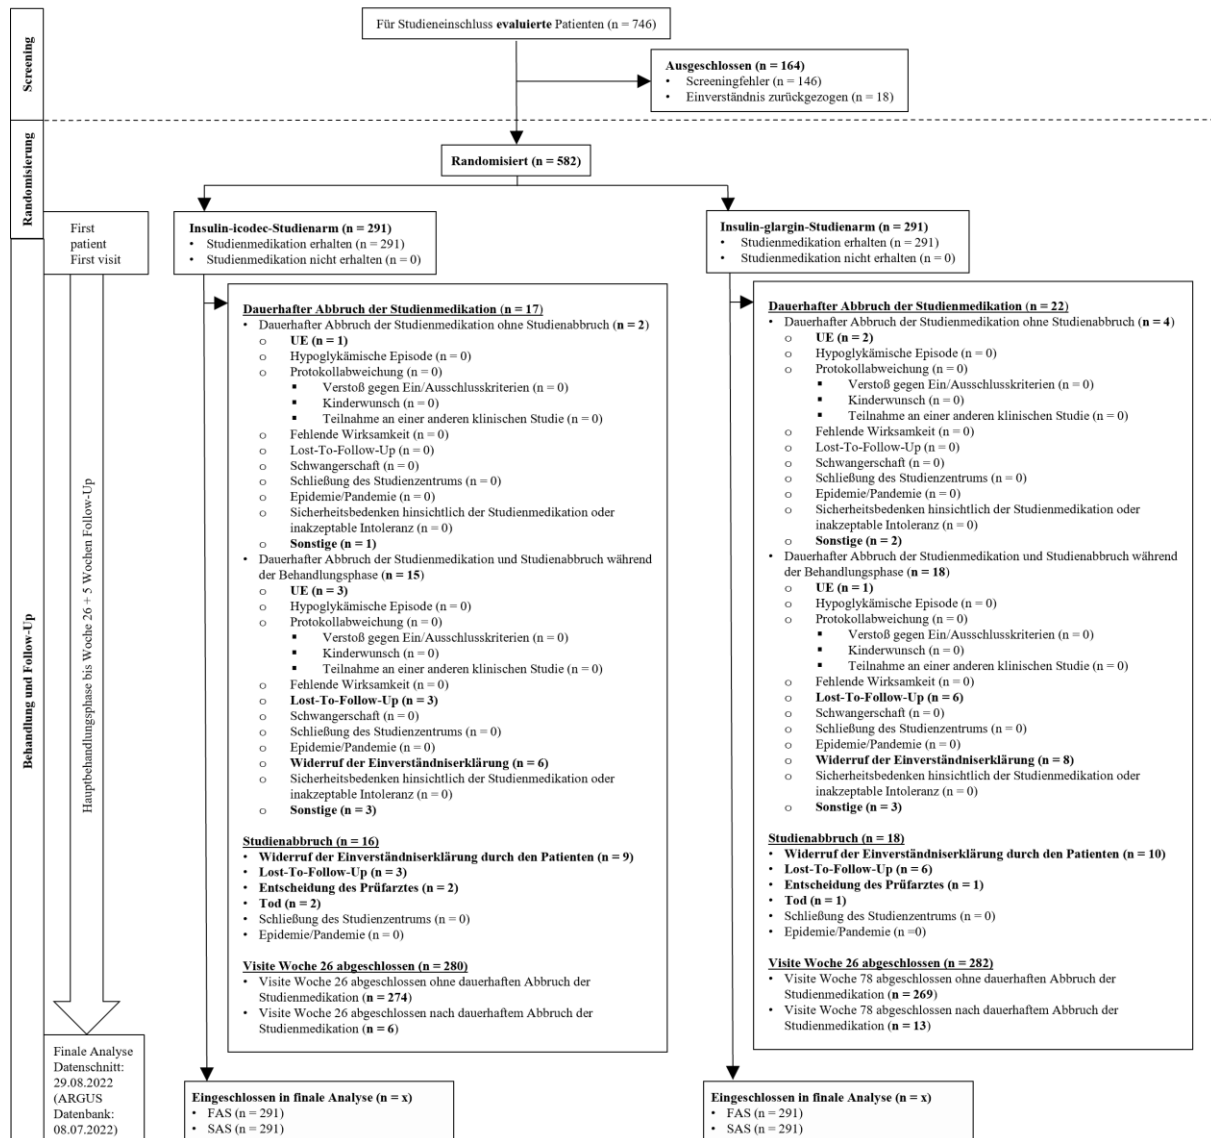 Screening
Für Studieneinschluss evaluierte Patienten (n = 746)
Ausgeschlossen (n = 164)
• Screeningfehler (n = 146)
• Einverständnis zurückgezogen (n = 18)
Randomisierung
Randomisiert (n = 582)
First
patient
First visit
Insulin-icodec-Studienarm (n = 291)
• Studienmedikation erhalten (n = 291)
• Studienmedikation nicht erhalten (n = 0)
Insulin-glargin-Studienarm (n = 291)
• Studienmedikation erhalten (n = 291)
• Studienmedikation nicht erhalten (n = 0)
Behandlung und Follow-Up
Hauptbehandlungsphase bis Woche 26 + 5 Wochen Follow-Up
Dauerhafter Abbruch der Studienmedikation (n = 17)
• Dauerhafter Abbruch der Studienmedikation ohne Studienabbruch (n = 2)
o UE (n = 1)
o Hypoglykämische Episode (n = 0)
o Protokollabweichung (n = 0)
▪ Verstoß gegen Ein/Ausschlusskriterien (n = 0)
▪ Kinderwunsch (n = 0)
▪ Teilnahme an einer anderen klinischen Studie (n = 0)
o Fehlende Wirksamkeit (n = 0)
o Lost-To-Follow-Up (n = 0)
o Schwangerschaft (n = 0)
o Schließung des Studienzentrums (n = 0)
o Epidemie/Pandemie (n = 0)
o Sicherheitsbedenken hinsichtlich der Studienmedikation oder
inakzeptable Intoleranz (n = 0)
o Sonstige (n = 1)
• Dauerhafter Abbruch der Studienmedikation und Studienabbruch während
der Behandlungsphase (n = 15)
o UE (n = 3)
o Hypoglykämische Episode (n = 0)
o Protokollabweichung (n = 0)
▪ Verstoß gegen Ein/Ausschlusskriterien (n = 0)
▪ Kinderwunsch (n = 0)
▪ Teilnahme an einer anderen klinischen Studie (n = 0)
o Fehlende Wirksamkeit (n = 0)
o Lost-To-Follow-Up (n = 3)
o Schwangerschaft (n = 0)
o Schließung des Studienzentrums (n = 0)
o Epidemie/Pandemie (n = 0)
o Widerruf der Einverständniserklärung (n = 6)
o Sicherheitsbedenken hinsichtlich der Studienmedikation oder
inakzeptable Intoleranz (n = 0)
o Sonstige (n = 3)
Studienabbruch (n = 16)
• Widerruf der Einverständniserklärung durch den Patienten (n = 9)
• Lost-To-Follow-Up (n = 3)
• Entscheidung des Prüfarztes (n = 2)
• Tod (n = 2)
• Schließung des Studienzentrums (n = 0)
• Epidemie/Pandemie (n = 0)
Visite Woche 26 abgeschlossen (n = 280)
• Visite Woche 26 abgeschlossen ohne dauerhaften Abbruch der
Studienmedikation (n = 274)
• Visite Woche 26 abgeschlossen nach dauerhaftem Abbruch der
Studienmedikation (n = 6)
Dauerhafter Abbruch der Studienmedikation (n = 22)
• Dauerhafter Abbruch der Studienmedikation ohne Studienabbruch (n = 4)
o UE (n = 2)
o Hypoglykämische Episode (n = 0)
o Protokollabweichung (n = 0)
▪ Verstoß gegen Ein/Ausschlusskriterien (n = 0)
▪ Kinderwunsch (n = 0)
▪ Teilnahme an einer anderen klinischen Studie (n = 0)
o Fehlende Wirksamkeit (n = 0)
o Lost-To-Follow-Up (n = 0)
o Schwangerschaft (n = 0)
o Schließung des Studienzentrums (n = 0)
o Epidemie/Pandemie (n = 0)
o Sicherheitsbedenken hinsichtlich der Studienmedikation oder
inakzeptable Intoleranz (n = 0)
o Sonstige (n = 2)
• Dauerhafter Abbruch der Studienmedikation und Studienabbruch während
der Behandlungsphase (n = 18)
o UE (n = 1)
o Hypoglykämische Episode (n = 0)
o Protokollabweichung (n = 0)
▪ Verstoß gegen Ein/Ausschlusskriterien (n = 0)
▪ Kinderwunsch (n = 0)
▪ Teilnahme an einer anderen klinischen Studie (n = 0)
o Fehlende Wirksamkeit (n = 0)
o Lost-To-Follow-Up (n = 6)
o Schwangerschaft (n = 0)
o Schließung des Studienzentrums (n = 0)
o Epidemie/Pandemie (n = 0)
o Widerruf der Einverständniserklärung (n = 8)
o Sicherheitsbedenken hinsichtlich der Studienmedikation oder
inakzeptable Intoleranz (n = 0)
o Sonstige (n = 3)
Studienabbruch (n = 18)
• Widerruf der Einverständniserklärung durch den Patienten (n = 10)
• Lost-To-Follow-Up (n = 6)
• Entscheidung des Prüfarztes (n = 1)
• Tod (n = 1)
• Schließung des Studienzentrums (n = 0)
• Epidemie/Pandemie (n =0)
Visite Woche 26 abgeschlossen (n = 282)
• Visite Woche 78 abgeschlossen ohne dauerhaften Abbruch der
Studienmedikation (n = 269)
• Visite Woche 78 abgeschlossen nach dauerhaftem Abbruch der
Studienmedikation (n = 13)
Finale Analyse
Datenschnitt:
29.08.2022
(ARGUS
Datenbank:
08.07.2022)
Eingeschlossen in finale Analyse (n = x)
• FAS (n = 291)
• SAS (n = 291)
Eingeschlossen in finale Analyse (n = x)
• FAS (n = 291)
• SAS (n = 291)